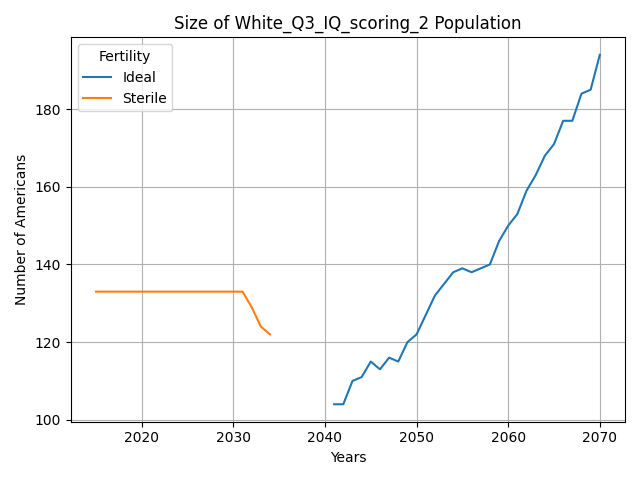 Size of White_Q3_IQ_scoring_2 Population
Fertility
Ideal
Sterile
Number of Americans
180
160
140
120
100
2020 2030 2040 2050 2060 2070
Years